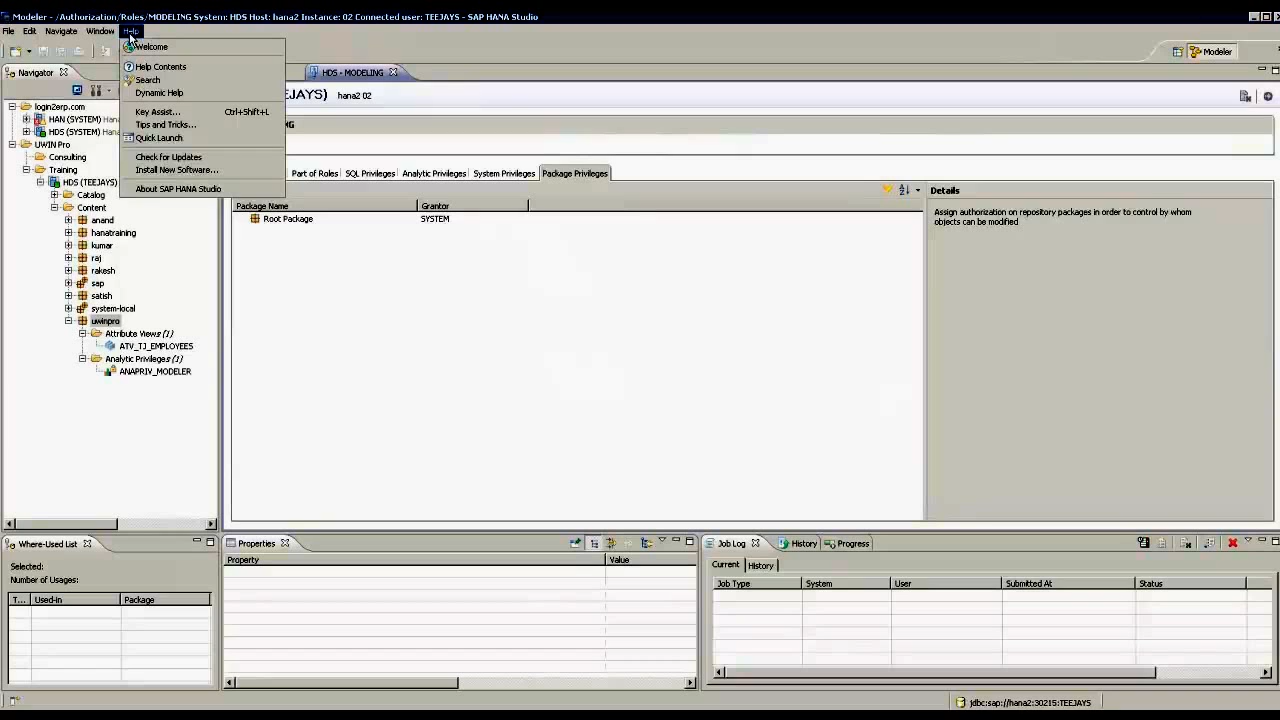 Modeler - /Authorization/Roles/MODELING System: HDS Host: hana2 Instance: 02 Connected user: TEEJAYS - SAP HANA Studio
File Edit Navigate Window Help
Welcome
Help Contents
Search
Dynamic Help
Key Assist... Ctrl+Shift+L
Tips and Tricks...
Quick Launch
Check for Updates
Install New Software...
About SAP HANA Studio
Modeler
Navigator
login2erp.com
HAN (SYSTEM) Hana
HDS (SYSTEM) Hana
UWIN Pro
Consulting
Training
HDS (TEEJAYS)
Catalog
Content
anand
hanatraining
kumar
raj
rakesh
sap
satish
system-local
uwinpro
Attribute Views (1)
ATV_TJ_EMPLOYEES
Analytic Privileges (1)
ANAPRIV_MODELER
HDS - MODELING
EEJAYS) hana2 02
NG
Part of Roles SQL Privileges Analytic Privileges System Privileges Package Privileges
Package Name Grantor
Root Package SYSTEM
Details
Assign authorization on repository packages in order to control by whom
objects can be modified
Where-Used List
Selected:
Number of Usages:
T... Used-in Package
Properties
Property Value
Job Log History Progress
Current History
Job Type System User Submitted At Status
jdbc:sap://hana2:30215:TEEJAYS